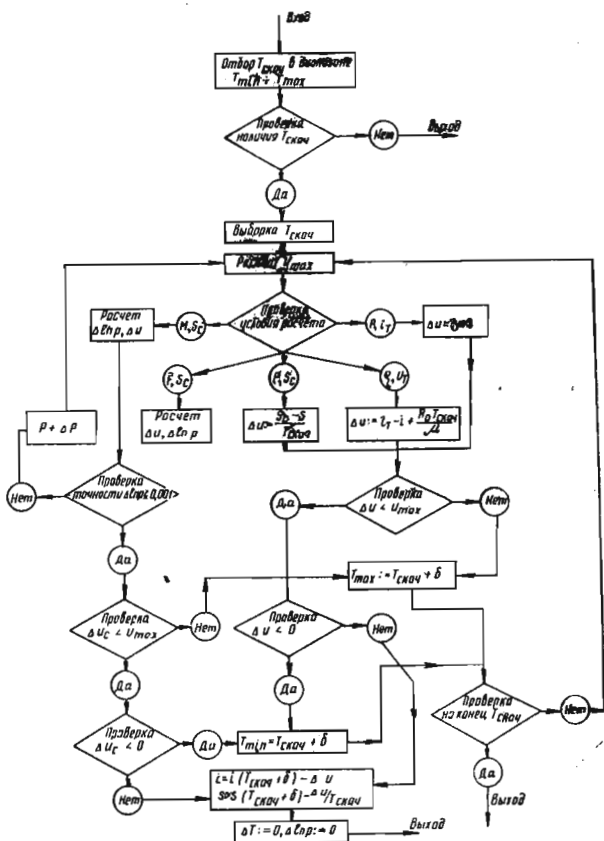 Вход
Отбор T скач в диапазоне
T min ÷ T max
Проверка
наличия T скач
Нет
Выход
Да
Выборка T скач
U max
Проверка
условия расчета
M, S c
P, i T
Расчет
Δ ln p, Δu
Δu :=
P, S c
P, S c
U T
Расчет
Δu, Δ ln p
Δu :=
T скач
Δu := i T - i + R 0 T скач / μ
P + ΔP
Проверка
точности Δ ln p ≤ 0,001
Нет
Да
Проверка
Δu < U max
Нет
Да
T max := T скач + δ
Проверка
Δu c < U max
Нет
Проверка
Δu < 0
Нет
Да
Да
Проверка
на конец T скач
Нет
Проверка
Δu c < 0
Да
T min = T скач + δ
Да
Нет
i = i (T скач + δ) - Δu
S (T скач + δ) - Δu/T скач
Выход
ΔT := 0, Δ ln p := 0
Выход